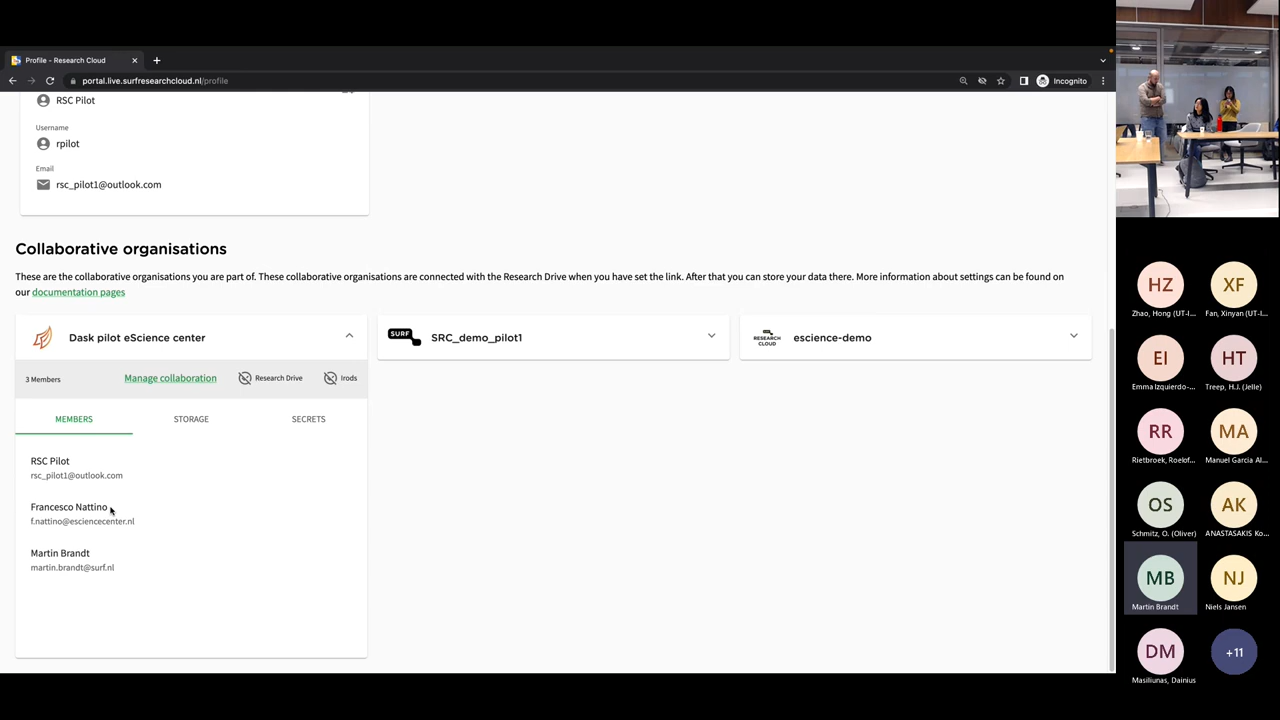 Profile - Research Cloud
portal.live.surfresearchcloud.nl/profile
Incognito
RSC Pilot
Username
rpilot
Email
rsc_pilot1@outlook.com
Collaborative organisations
These are the collaborative organisations you are part of. These collaborative organisations are connected with the Research Drive when you have set the link. After that you can store your data there. More information about settings can be found on
our documentation pages
Dask pilot eScience center
3 Members
Manage collaboration
Research Drive
Irods
MEMBERS
STORAGE
SECRETS
RSC Pilot
rsc_pilot1@outlook.com
Francesco Nattino
f.nattino@esciencecenter.nl
Martin Brandt
martin.brandt@surf.nl
SURF
SRC_demo_pilot1
RESEARCH
CLOUD
escience-demo
HZ
Zhao, Hong (UT-I...
XF
Fan, Xinyan (UT-I...
EI
Emma Izquierdo-...
HT
Treep, H.J. (Jelle)
RR
Rietbroek, Roelof...
MA
Manuel Garcia Al...
OS
Schmitz, O. (Oliver)
AK
ANASTASAKIS Ko...
MB
Martin Brandt
NJ
Niels Jansen
DM
Masiliunas, Dainius
+11